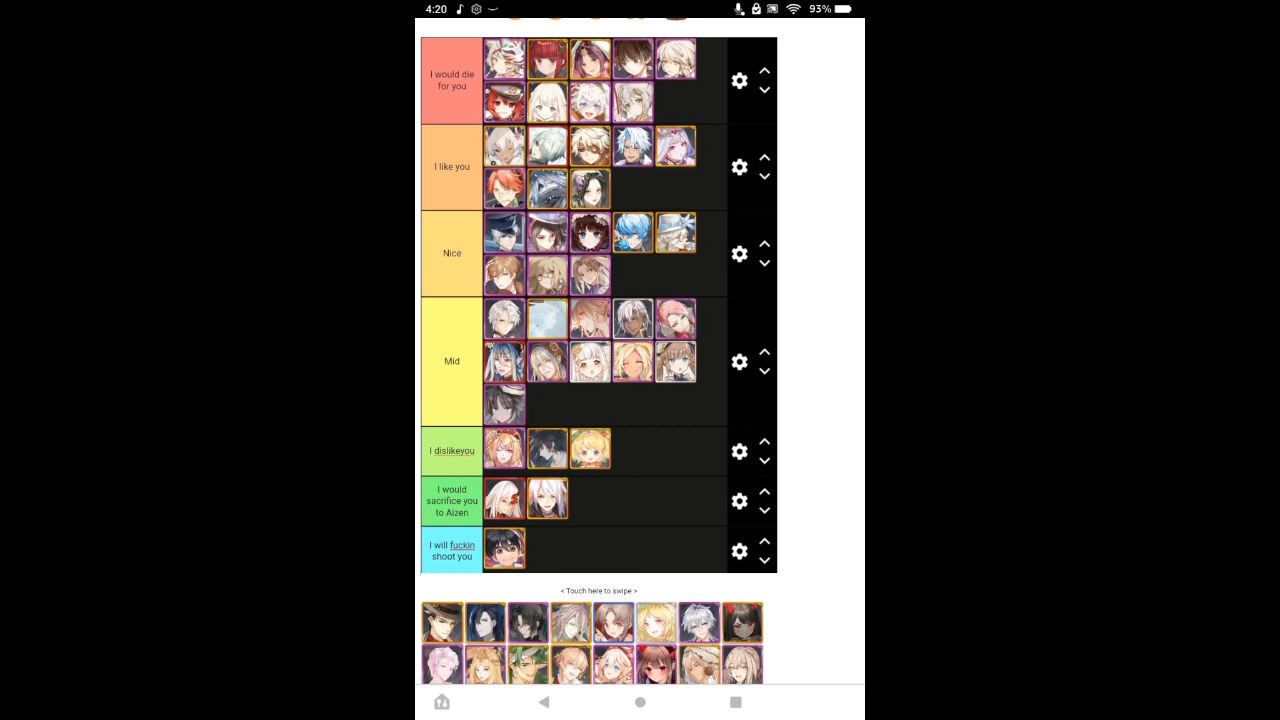 4:20
93%
I would die
for you
I like you
Nice
Mid
I dislikeyou
I would
sacrifice you
to Aizen
I will fuckin
shoot you
< Touch here to swipe >